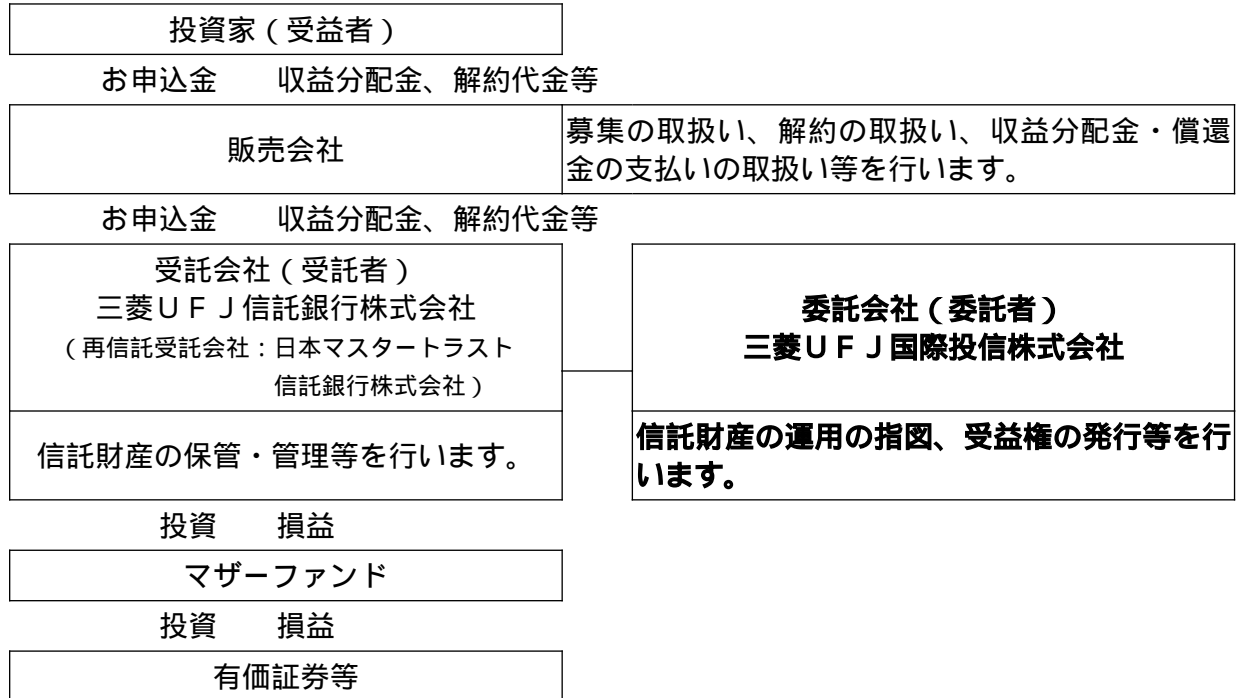 投資家（受益者）
お申込金　　収益分配金、解約代金等
販売会社
募集の取扱い、解約の取扱い、収益分配金・償還
金の支払いの取扱い等を行います。
お申込金　　収益分配金、解約代金等
受託会社（受託者）
三菱ＵＦＪ信託銀行株式会社
（再信託受託会社：日本マスタートラスト
信託銀行株式会社）
委託会社（委託者）
三菱ＵＦＪ国際投信株式会社
信託財産の保管・管理等を行います。
信託財産の運用の指図、受益権の発行等を行
います。
投資　　損益
マザーファンド
投資　　損益
有価証券等